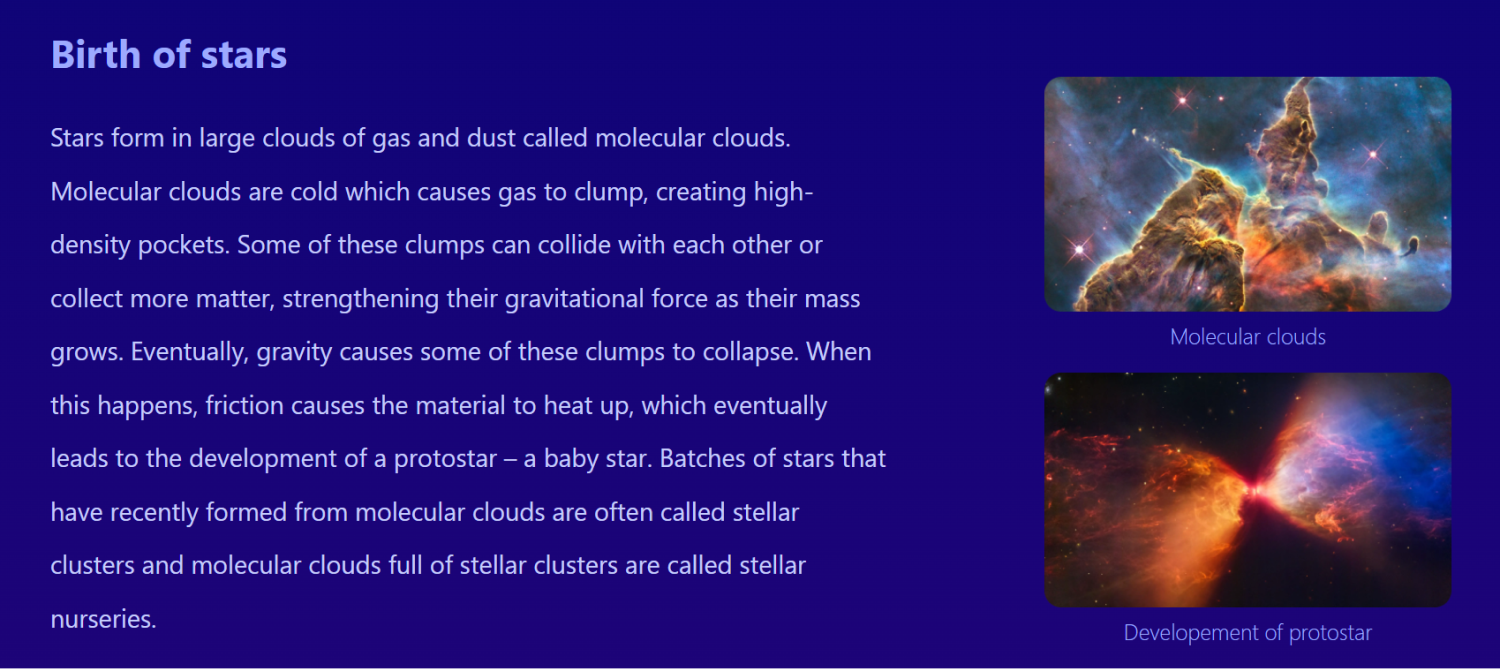 Birth of stars
Stars form in large clouds of gas and dust called molecular clouds.
Molecular clouds are cold which causes gas to clump, creating high-
density pockets. Some of these clumps can collide with each other or
collect more matter, strengthening their gravitational force as their mass
grows. Eventually, gravity causes some of these clumps to collapse. When
this happens, friction causes the material to heat up, which eventually
leads to the development of a protostar – a baby star. Batches of stars that
have recently formed from molecular clouds are often called stellar
clusters and molecular clouds full of stellar clusters are called stellar
nurseries.
Molecular clouds
Developement of protostar